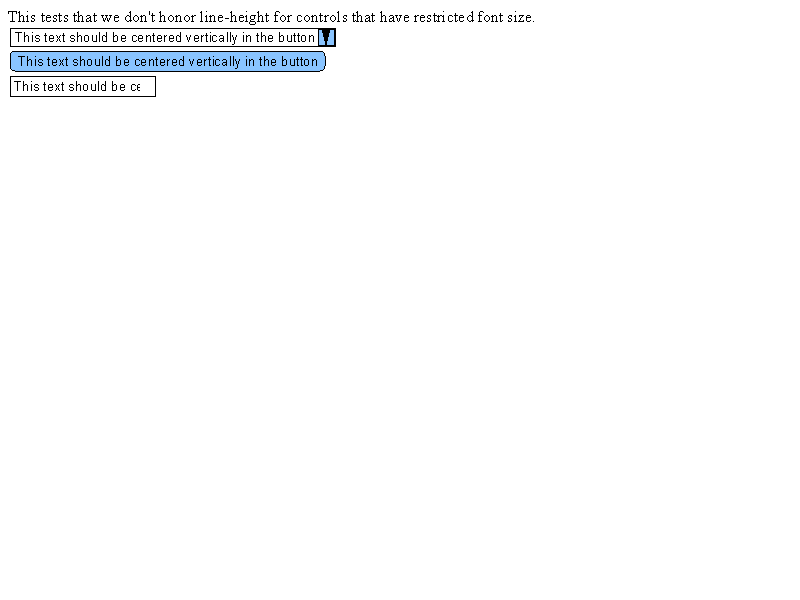 This tests that we don't honor line-height for controls that have restricted font size.
This text should be centered vertically in the button
This text should be centered vertically in the button
This text should be ce